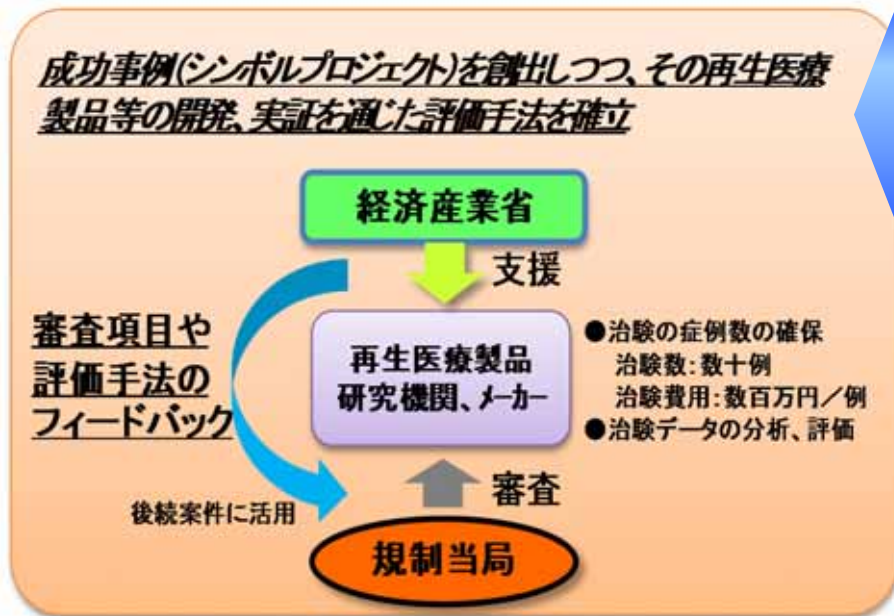 成功事例(シンボルプロジェクト)を創出しつつ、その再生医療
製品等の開発、実証を通じた評価手法を確立
経済産業省
支援
審査項目や
評価手法の
フィードバック
再生医療製品
研究機関、メーカー
●治験の症例数の確保
治験数:数十例
治験費用:数百万円/例
●治験データの分析、評価
審査
後続案件に活用
規制当局